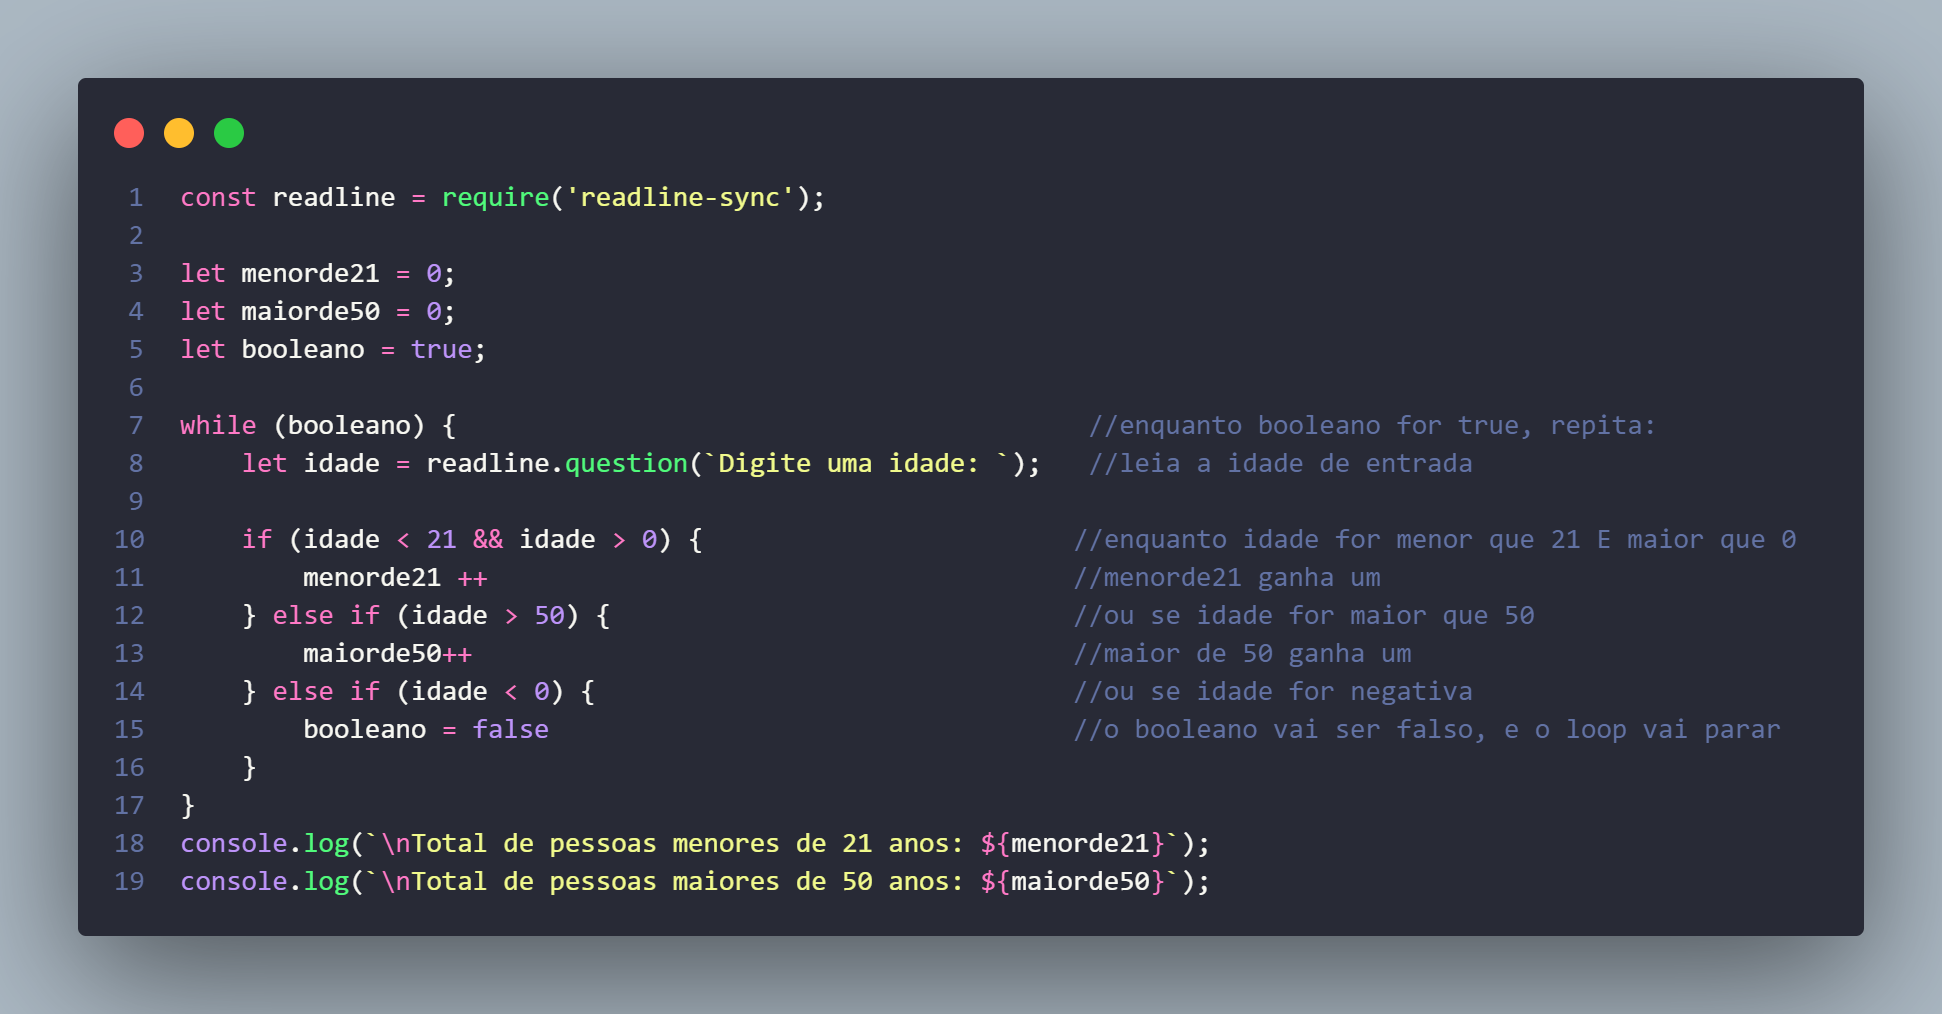 1 const readline = require('readline-sync');
2
3 let menorde21 = 0;
4 let maiorde50 = 0;
5 let booleano = true;
6
7 while (booleano) { //enquanto booleano for true, repita:
8 let idade = readline.question(`Digite uma idade: `); //leia a idade de entrada
9
10 if (idade < 21 && idade > 0) { //enquanto idade for menor que 21 E maior que 0
11 menorde21 ++ //menorde21 ganha um
12 } else if (idade > 50) { //ou se idade for maior que 50
13 maiorde50++ //maior de 50 ganha um
14 } else if (idade < 0) { //ou se idade for negativa
15 booleano = false //o booleano vai ser falso, e o loop vai parar
16 }
17 }
18 console.log(`\nTotal de pessoas menores de 21 anos: ${menorde21}`);
19 console.log(`\nTotal de pessoas maiores de 50 anos: ${maiorde50}`);